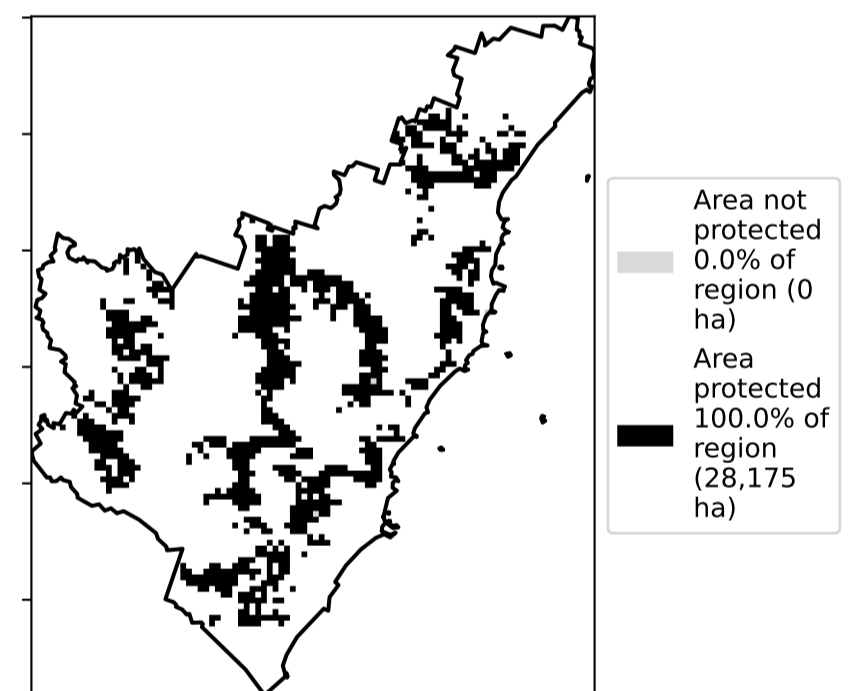 Area not
protected
0.0% of
region (0
ha)
Area
protected
100.0% of
region
(28,175
ha)